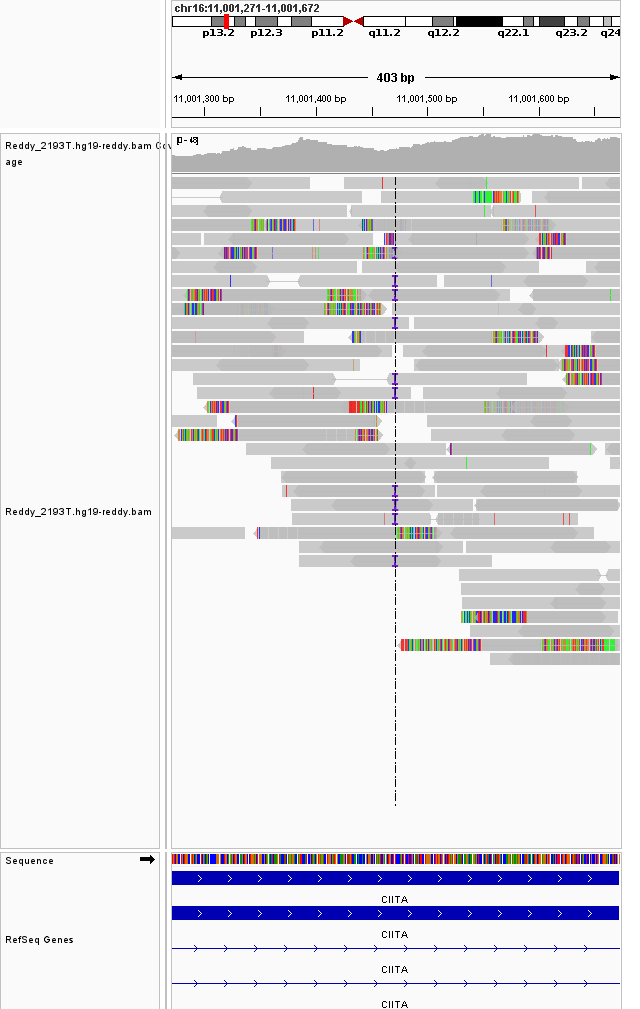 chr16:11,001,271-11,001,672
p13.2 p12.3 p11.2 q11.2 q12.2 q22.1 q23.2 q24
403 bp
11,001,300 bp 11,001,400 bp 11,001,500 bp 11,001,600 bp
Reddy_2193T.hg19-reddy.bam Cov
age
Reddy_2193T.hg19-reddy.bam
Sequence
CIITA
CIITA
RefSeq Genes
CIITA
CIITA